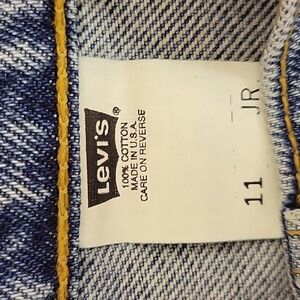 LEVI'S ®
100% COTTON
MADE IN U.S.A.
CARE ON REVERSE
11 JR